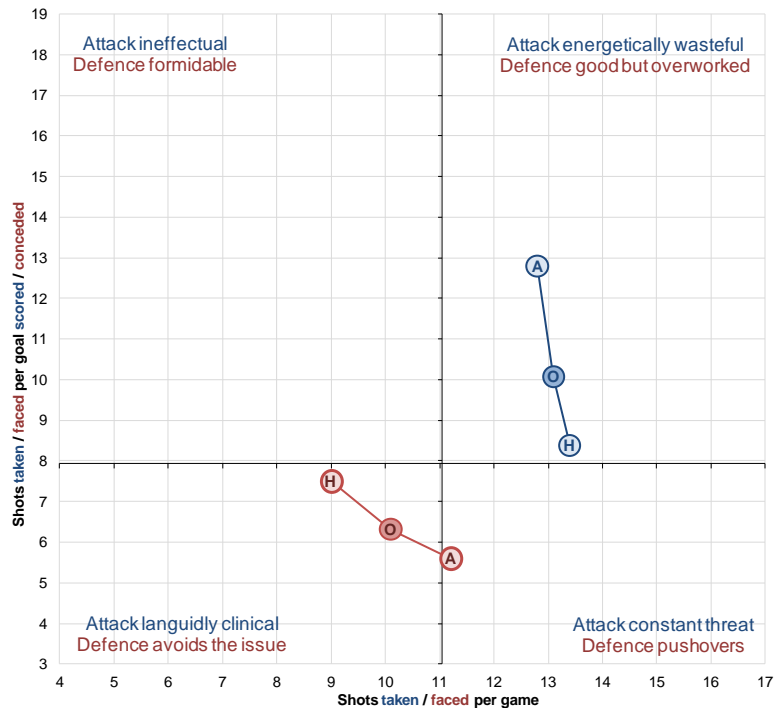 19
18
17
16
15
14
13
12
11
10
9
8
7
6
5
4
3
Shots taken / faced per goal scored / conceded
Attack ineffectual
Defence formidable
Attack energetically wasteful
Defence good but overworked
A
O
H
H
O
A
Attack languidly clinical
Defence avoids the issue
Attack constant threat
Defence pushovers
4 5 6 7 8 9 10 11 12 13 14 15 16 17
Shots taken / faced per game